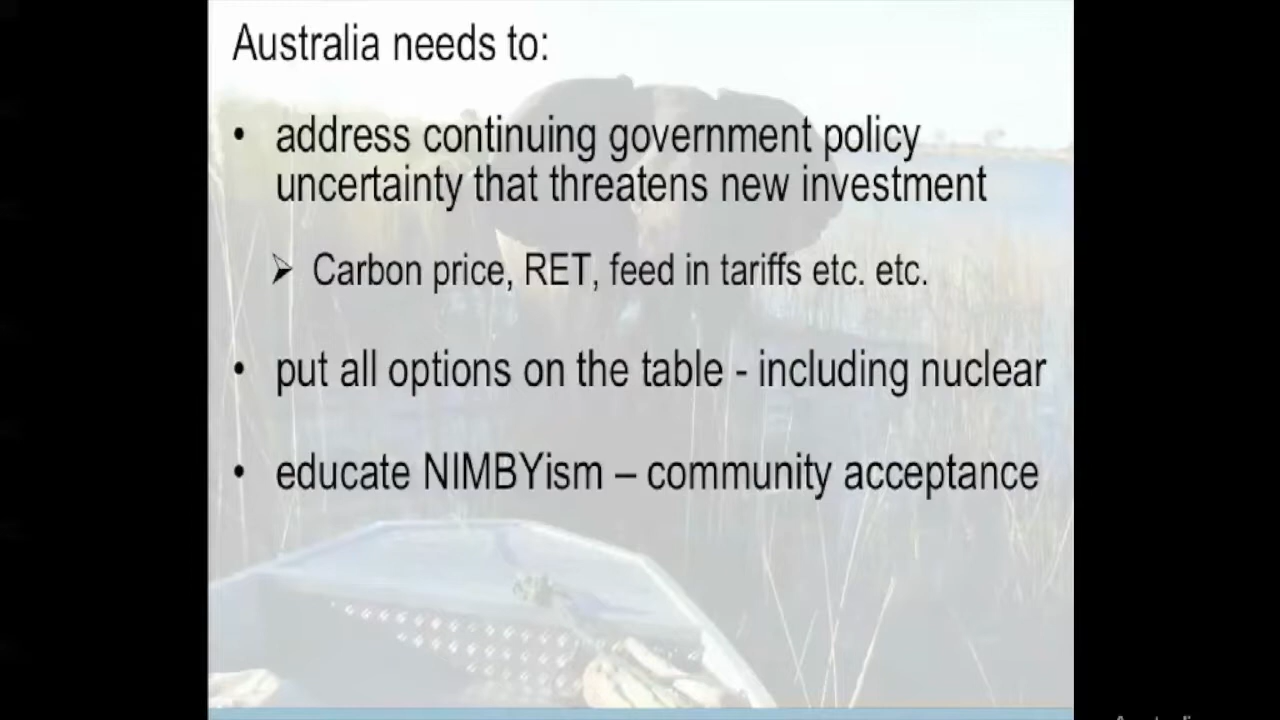 Australia needs to:
• address continuing government policy
uncertainty that threatens new investment
➢ Carbon price, RET, feed in tariffs etc. etc.
• put all options on the table - including nuclear
• educate NIMBYism – community acceptance